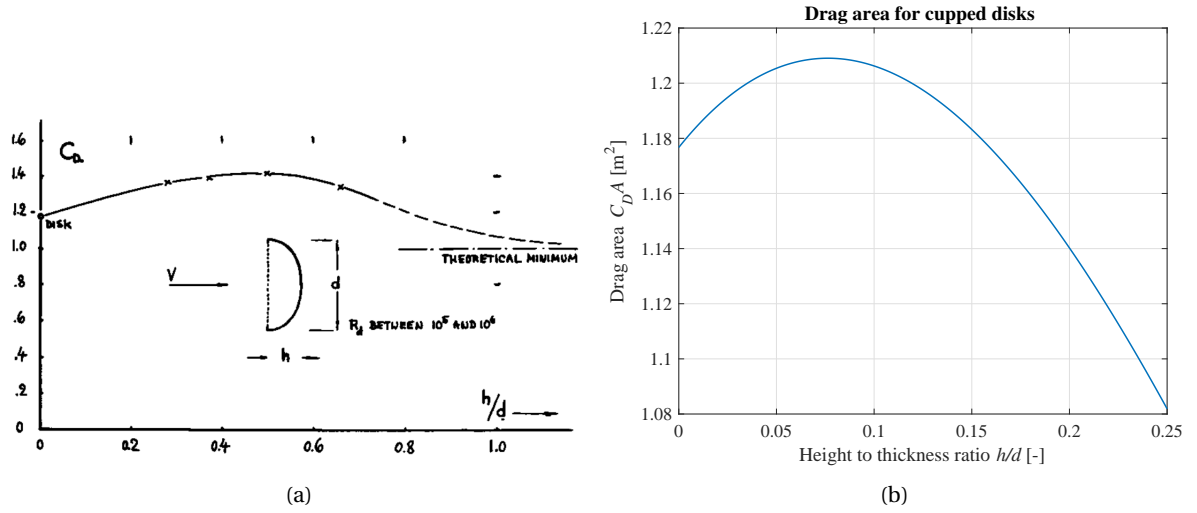 1.6
1.4
1.2
1.0
.8
.6
.4
.2
0
C_D
DISK
THEORETICAL MINIMUM
V
d
R_d BETWEEN 10^5 AND 10^6
h
h/d
0 0.2 0.4 0.6 0.8 1.0
(a)
Drag area for cupped disks
1.22
1.2
1.18
1.16
1.14
1.12
1.1
1.08
Drag area C_DA [m^2]
0 0.05 0.1 0.15 0.2 0.25
Height to thickness ratio h/d [-]
(b)